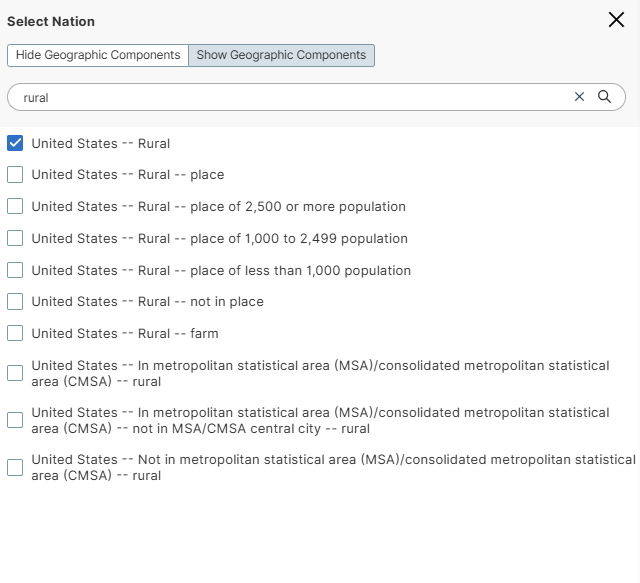 Select Nation
Hide Geographic Components
Show Geographic Components
rural
United States -- Rural
United States -- Rural -- place
United States -- Rural -- place of 2,500 or more population
United States -- Rural -- place of 1,000 to 2,499 population
United States -- Rural -- place of less than 1,000 population
United States -- Rural -- not in place
United States -- Rural -- farm
United States -- In metropolitan statistical area (MSA)/consolidated metropolitan statistical
area (CMSA) -- rural
United States -- In metropolitan statistical area (MSA)/consolidated metropolitan statistical
area (CMSA) -- not in MSA/CMSA central city -- rural
United States -- Not in metropolitan statistical area (MSA)/consolidated metropolitan statistical
area (CMSA) -- rural